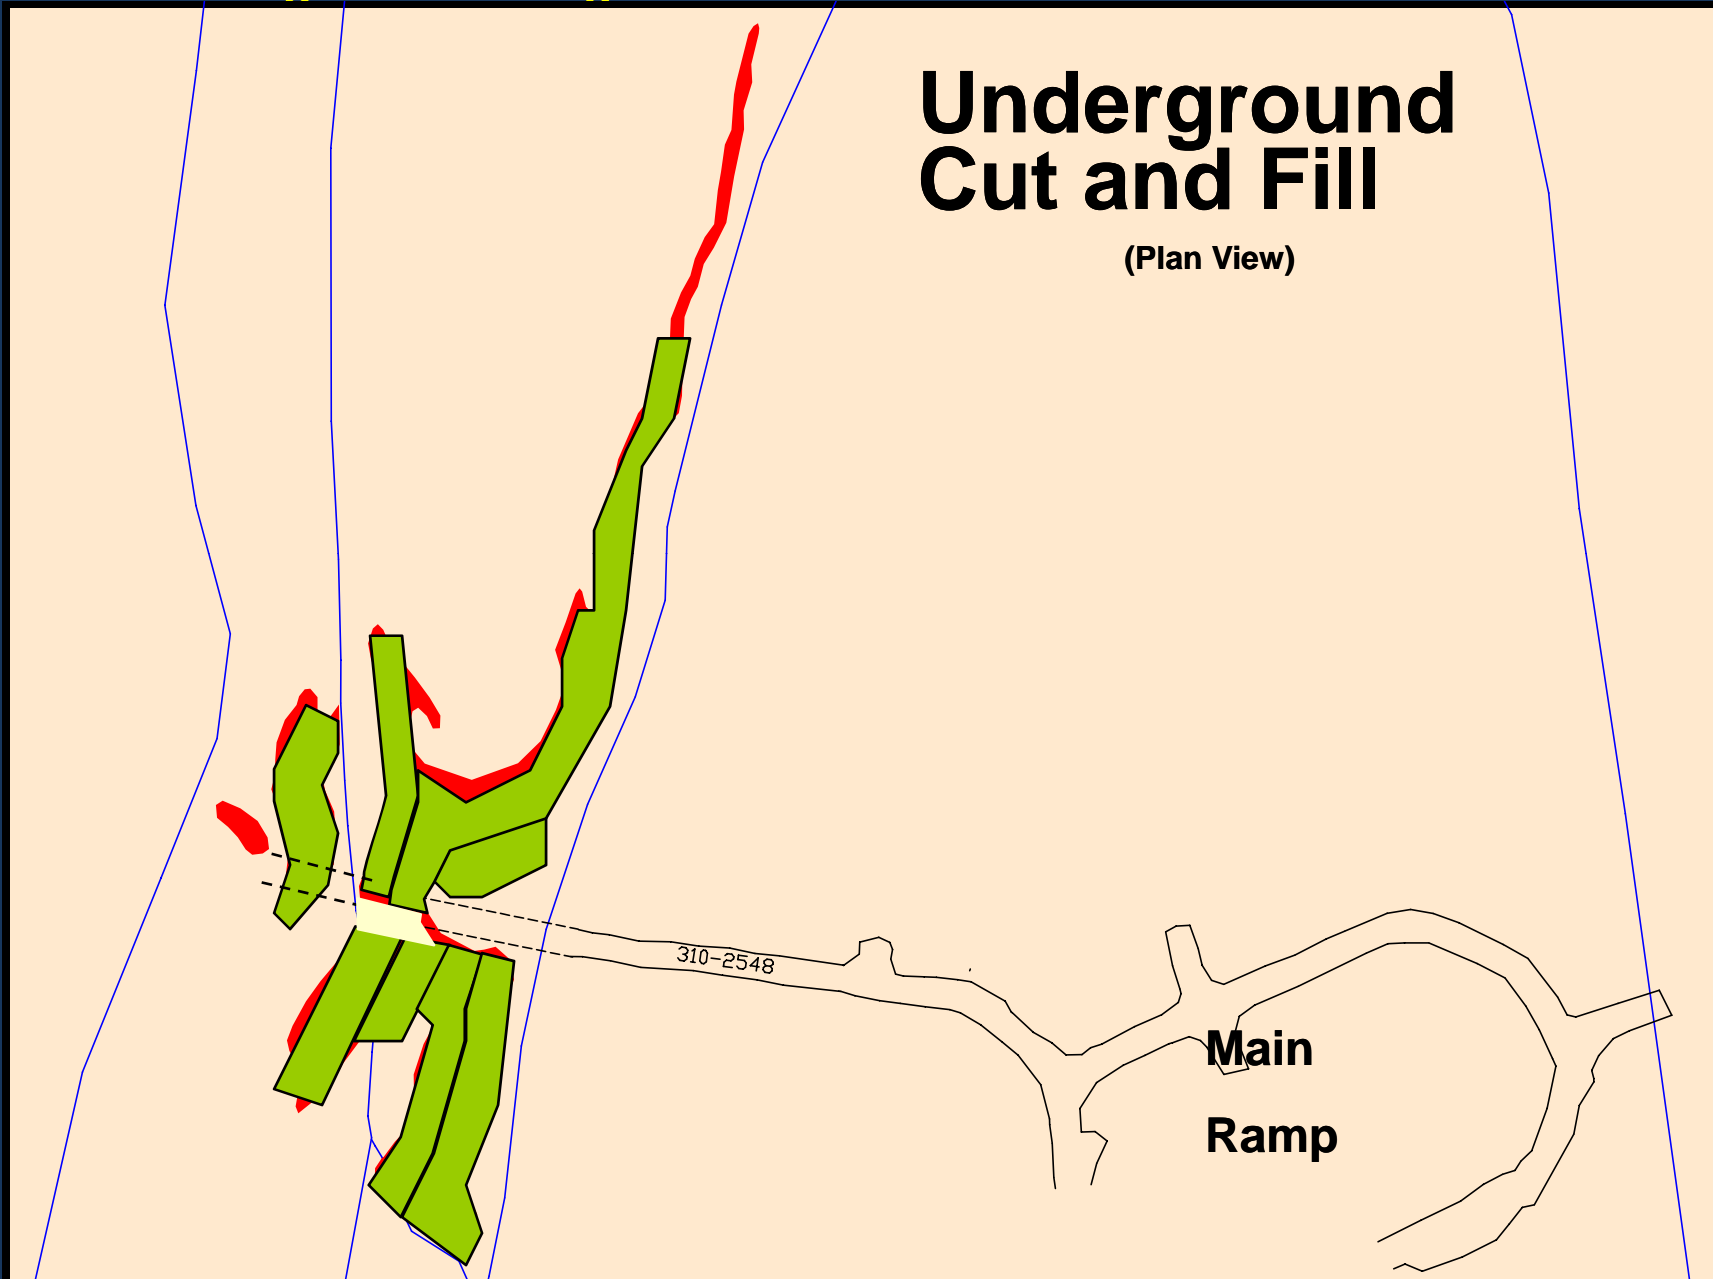 Underground
Cut and Fill
(Plan View)
310-2548
Main
Ramp